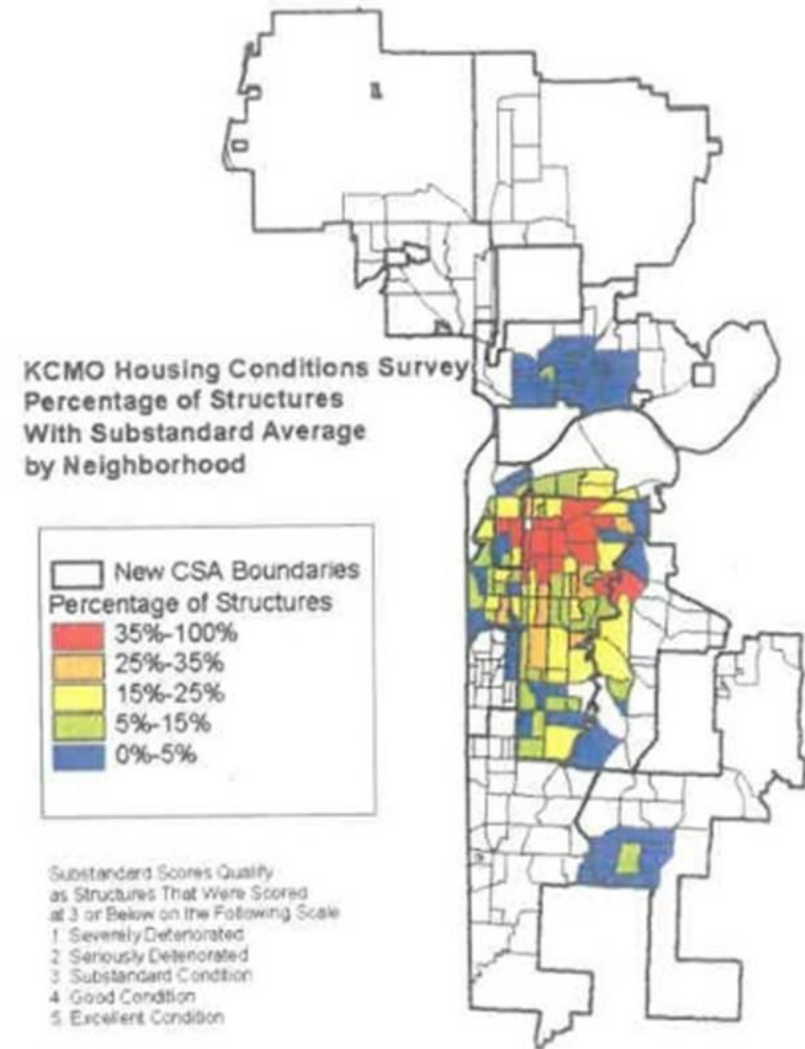 KCMO Housing Conditions Survey
Percentage of Structures
With Substandard Average
by Neighborhood
New CSA Boundaries
Percentage of Structures
35%-100%
25%-35%
15%-25%
5%-15%
0%-5%
Substandard Scores Qualify
as Structures That Were Scored
at 3 or Below on the Following Scale
1 Severely Deteriorated
2 Seriously Deteriorated
3 Substandard Condition
4 Good Condition
5 Excellent Condition